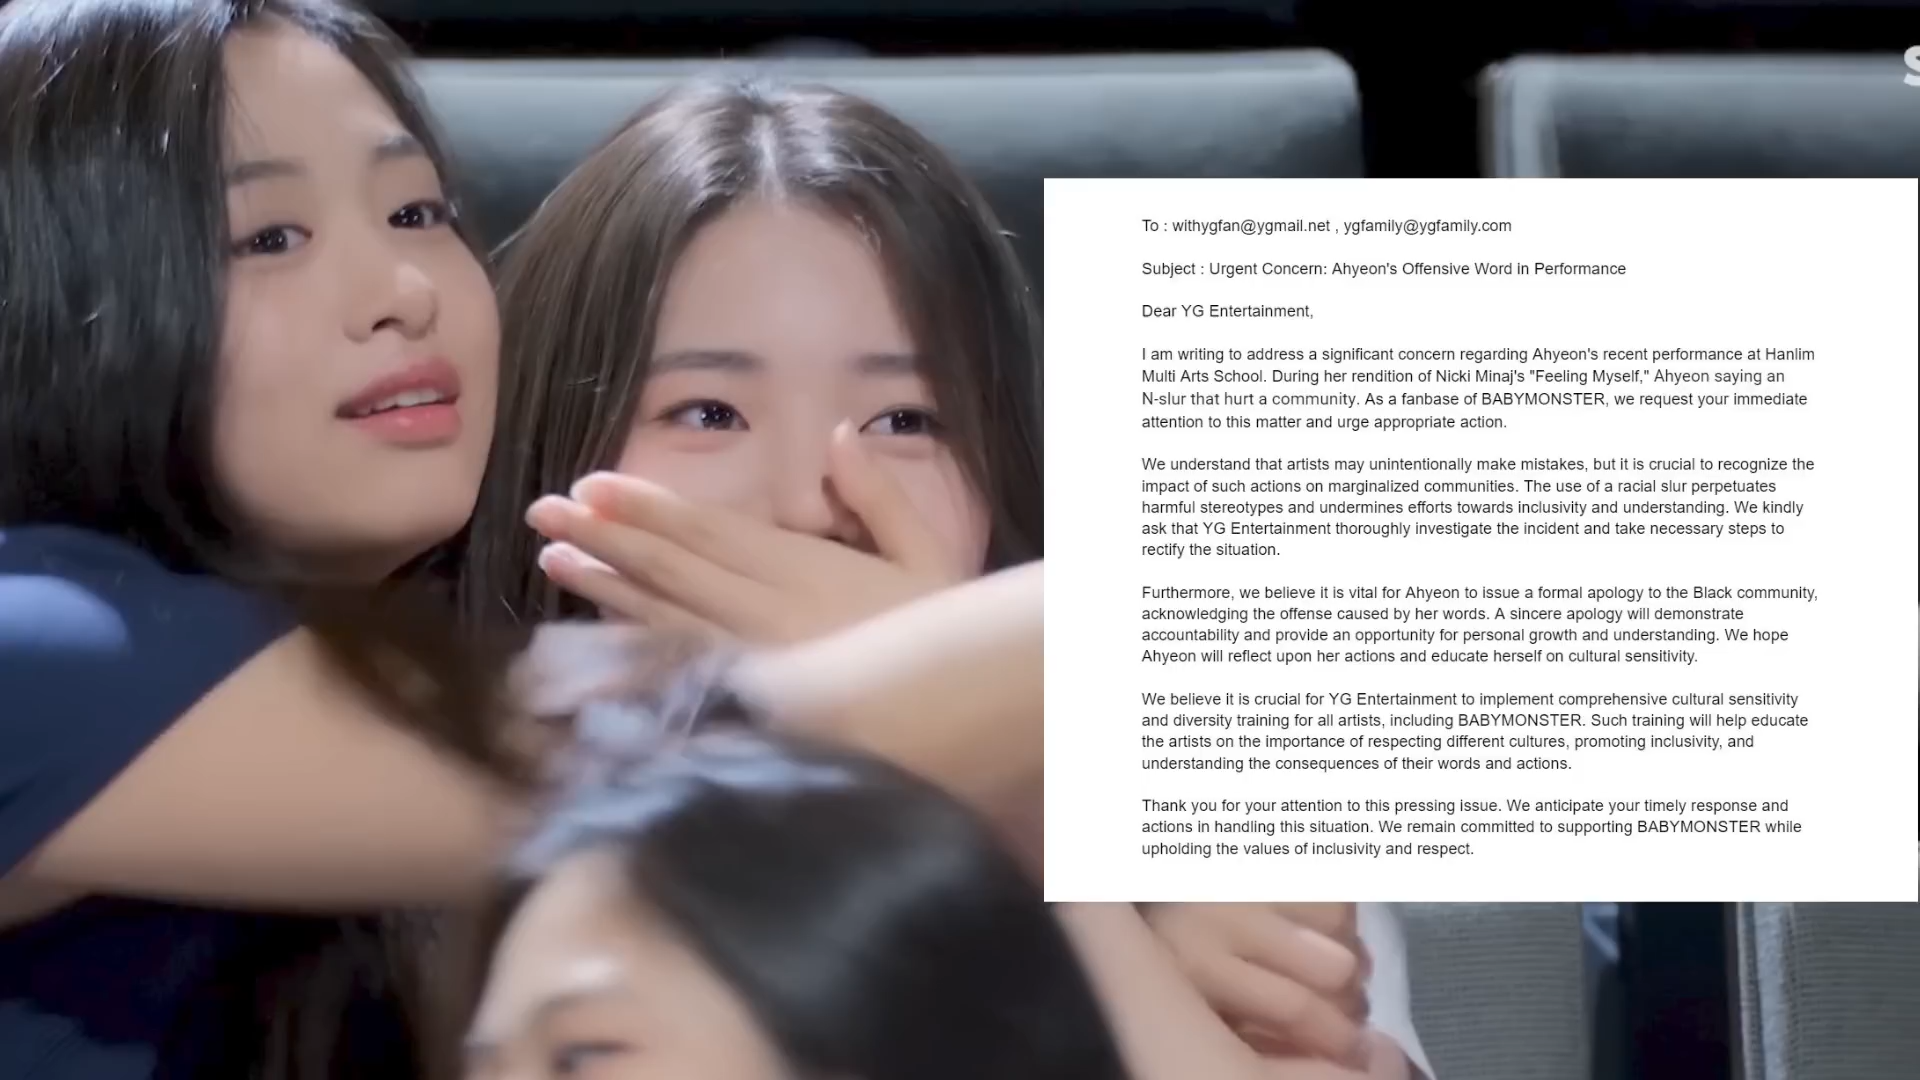 S
To : withygfan@ygmail.net , ygfamily@ygfamily.com
Subject : Urgent Concern: Ahyeon's Offensive Word in Performance
Dear YG Entertainment,
I am writing to address a significant concern regarding Ahyeon's recent performance at Hanlim
Multi Arts School. During her rendition of Nicki Minaj's "Feeling Myself," Ahyeon saying an
N-slur that hurt a community. As a fanbase of BABYMONSTER, we request your immediate
attention to this matter and urge appropriate action.
We understand that artists may unintentionally make mistakes, but it is crucial to recognize the
impact of such actions on marginalized communities. The use of a racial slur perpetuates
harmful stereotypes and undermines efforts towards inclusivity and understanding. We kindly
ask that YG Entertainment thoroughly investigate the incident and take necessary steps to
rectify the situation.
Furthermore, we believe it is vital for Ahyeon to issue a formal apology to the Black community,
acknowledging the offense caused by her words. A sincere apology will demonstrate
accountability and provide an opportunity for personal growth and understanding. We hope
Ahyeon will reflect upon her actions and educate herself on cultural sensitivity.
We believe it is crucial for YG Entertainment to implement comprehensive cultural sensitivity
and diversity training for all artists, including BABYMONSTER. Such training will help educate
the artists on the importance of respecting different cultures, promoting inclusivity, and
understanding the consequences of their words and actions.
Thank you for your attention to this pressing issue. We anticipate your timely response and
actions in handling this situation. We remain committed to supporting BABYMONSTER while
upholding the values of inclusivity and respect.